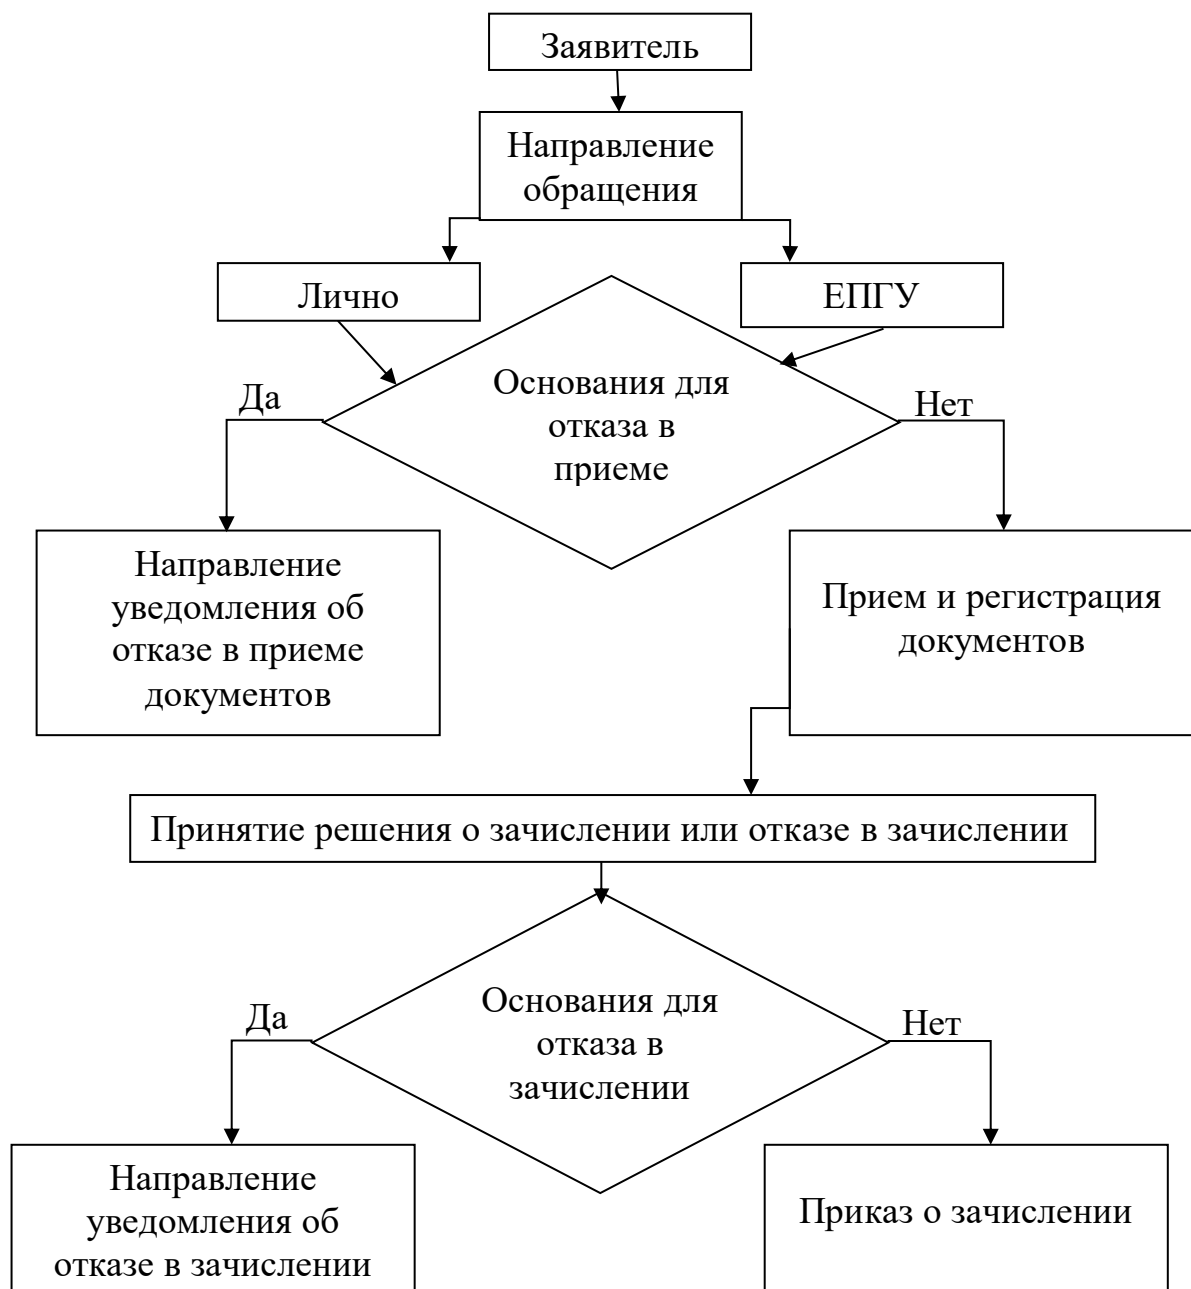 Заявитель
Направление
обращения
Лично
ЕПГУ
Основания для
отказа в
приеме
Да
Нет
Направление
уведомления об
отказе в приеме
документов
Прием и регистрация
документов
Принятие решения о зачислении или отказе в зачислении
Основания для
отказа в
зачислении
Да
Нет
Направление
уведомления об
отказе в зачислении
Приказ о зачислении